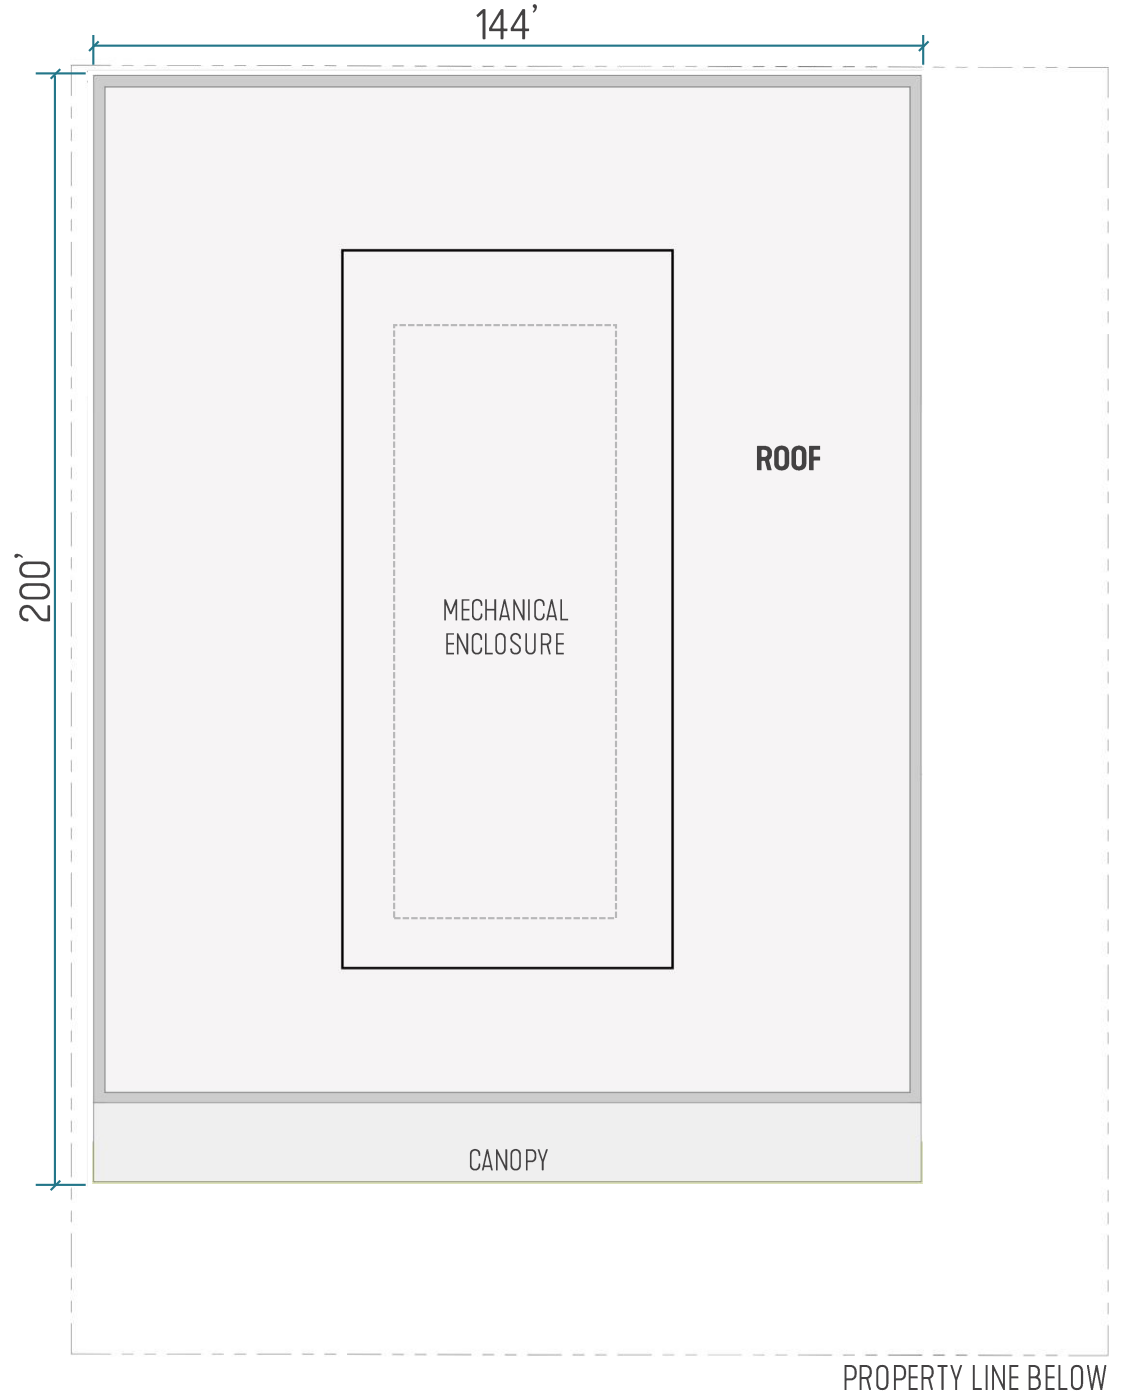 144’
ROOF
200’
MECHANICAL
ENCLOSURE
CANOPY
PROPERTY LINE BELOW